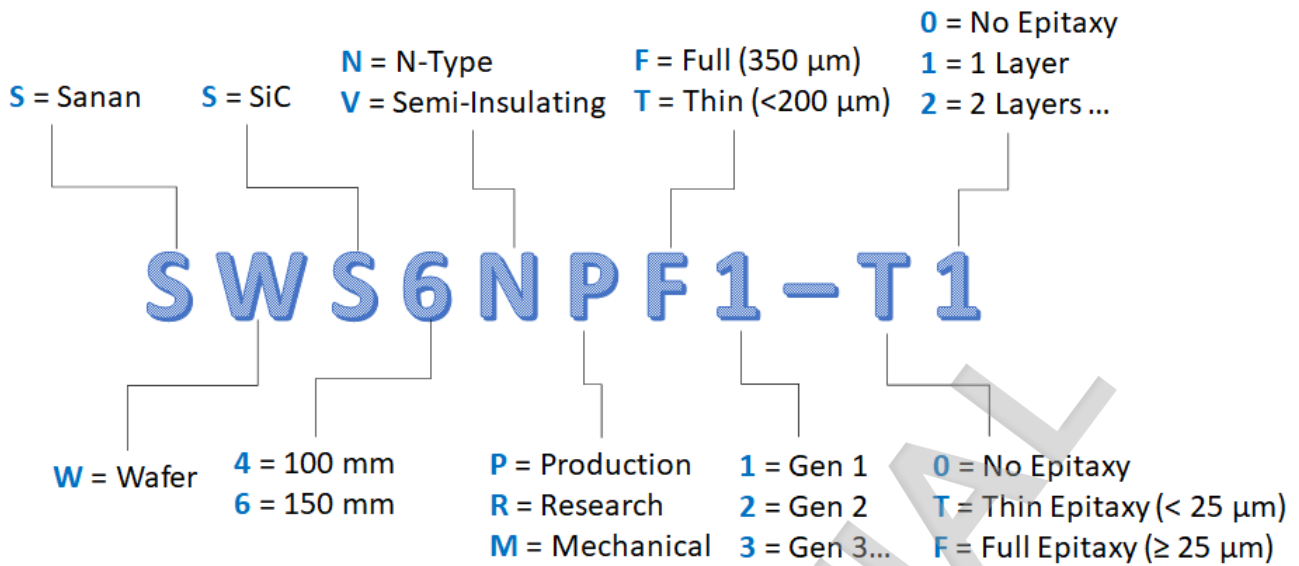 0 = No Epitaxy
1 = 1 Layer
2 = 2 Layers ...
N = N-Type
V = Semi-Insulating
F = Full (350 µm)
T = Thin (<200 µm)
S = Sanan
S = SiC
SWS6NPF1–T1
W = Wafer
4 = 100 mm
6 = 150 mm
P = Production
R = Research
M = Mechanical
1 = Gen 1
2 = Gen 2
3 = Gen 3...
0 = No Epitaxy
T = Thin Epitaxy (< 25 µm)
F = Full Epitaxy (≥ 25 µm)